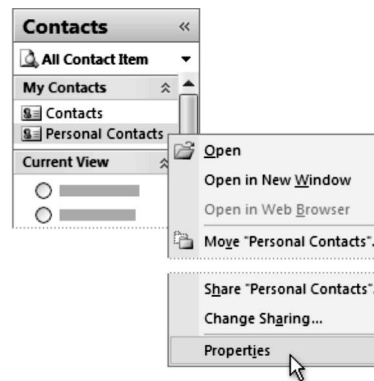 Contacts «
All Contact Item
My Contacts
Contacts
Personal Contacts
Current View
Open
Open in New Window
Open in Web Browser
Move "Personal Contacts".
Share "Personal Contacts".
Change Sharing...
Properties